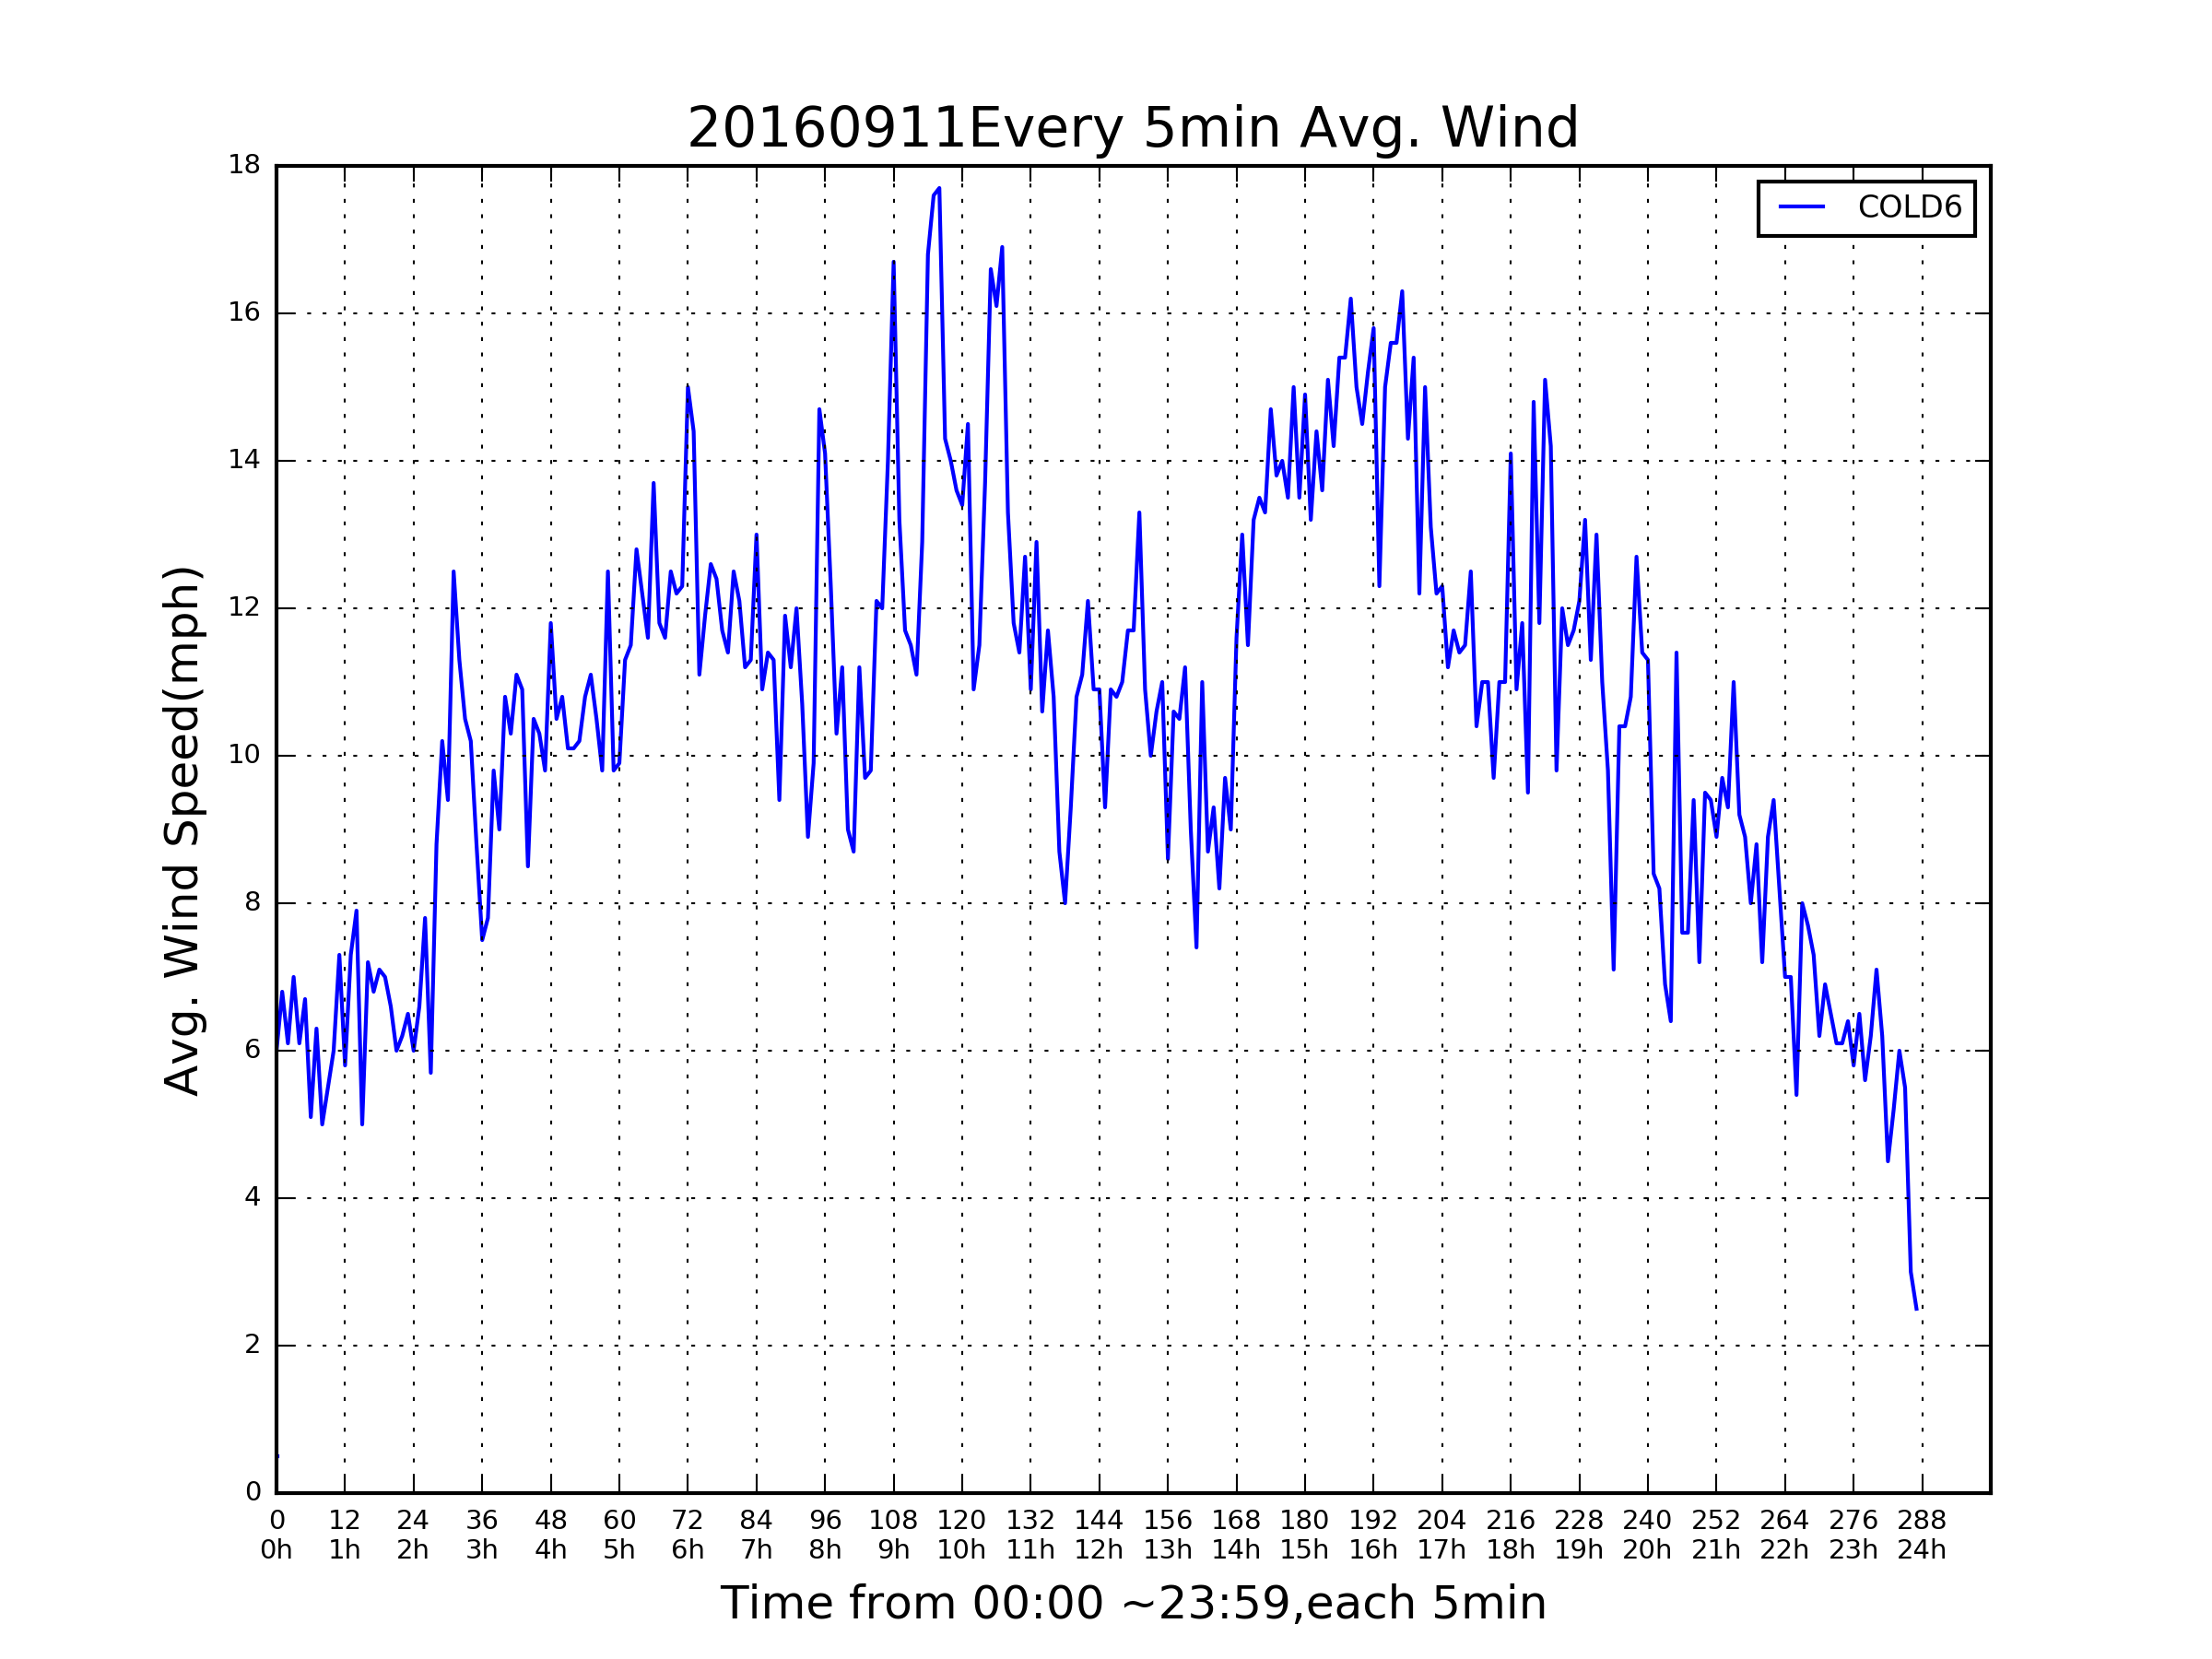 20160911Every 5min Avg. Wind
COLD6
Avg. Wind Speed(mph)
18
16
14
12
10
8
6
4
2
0
0 12 24 36 48 60 72 84 96 108 120 132 144 156 168 180 192 204 216 228 240 252 264 276 288
0h 1h 2h 3h 4h 5h 6h 7h 8h 9h 10h 11h 12h 13h 14h 15h 16h 17h 18h 19h 20h 21h 22h 23h 24h
Time from 00:00 ~23:59,each 5min